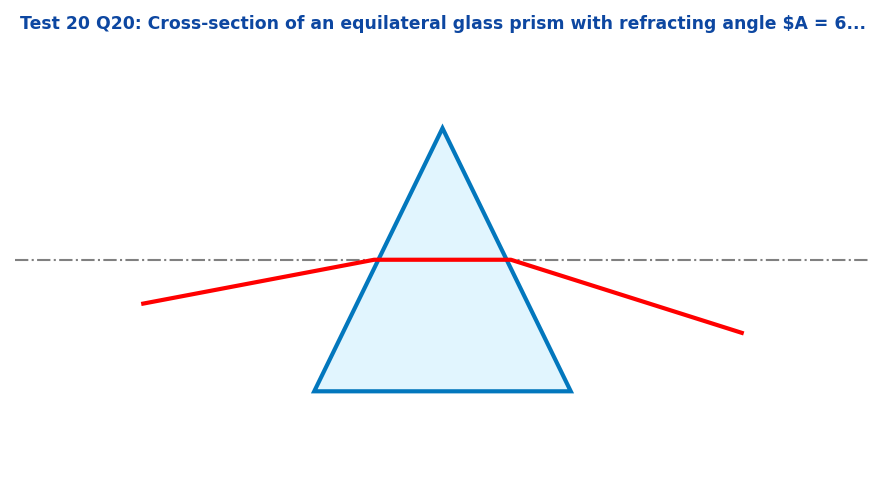 Test 20 Q20: Cross-section of an equilateral glass prism with refracting angle $A = 6...